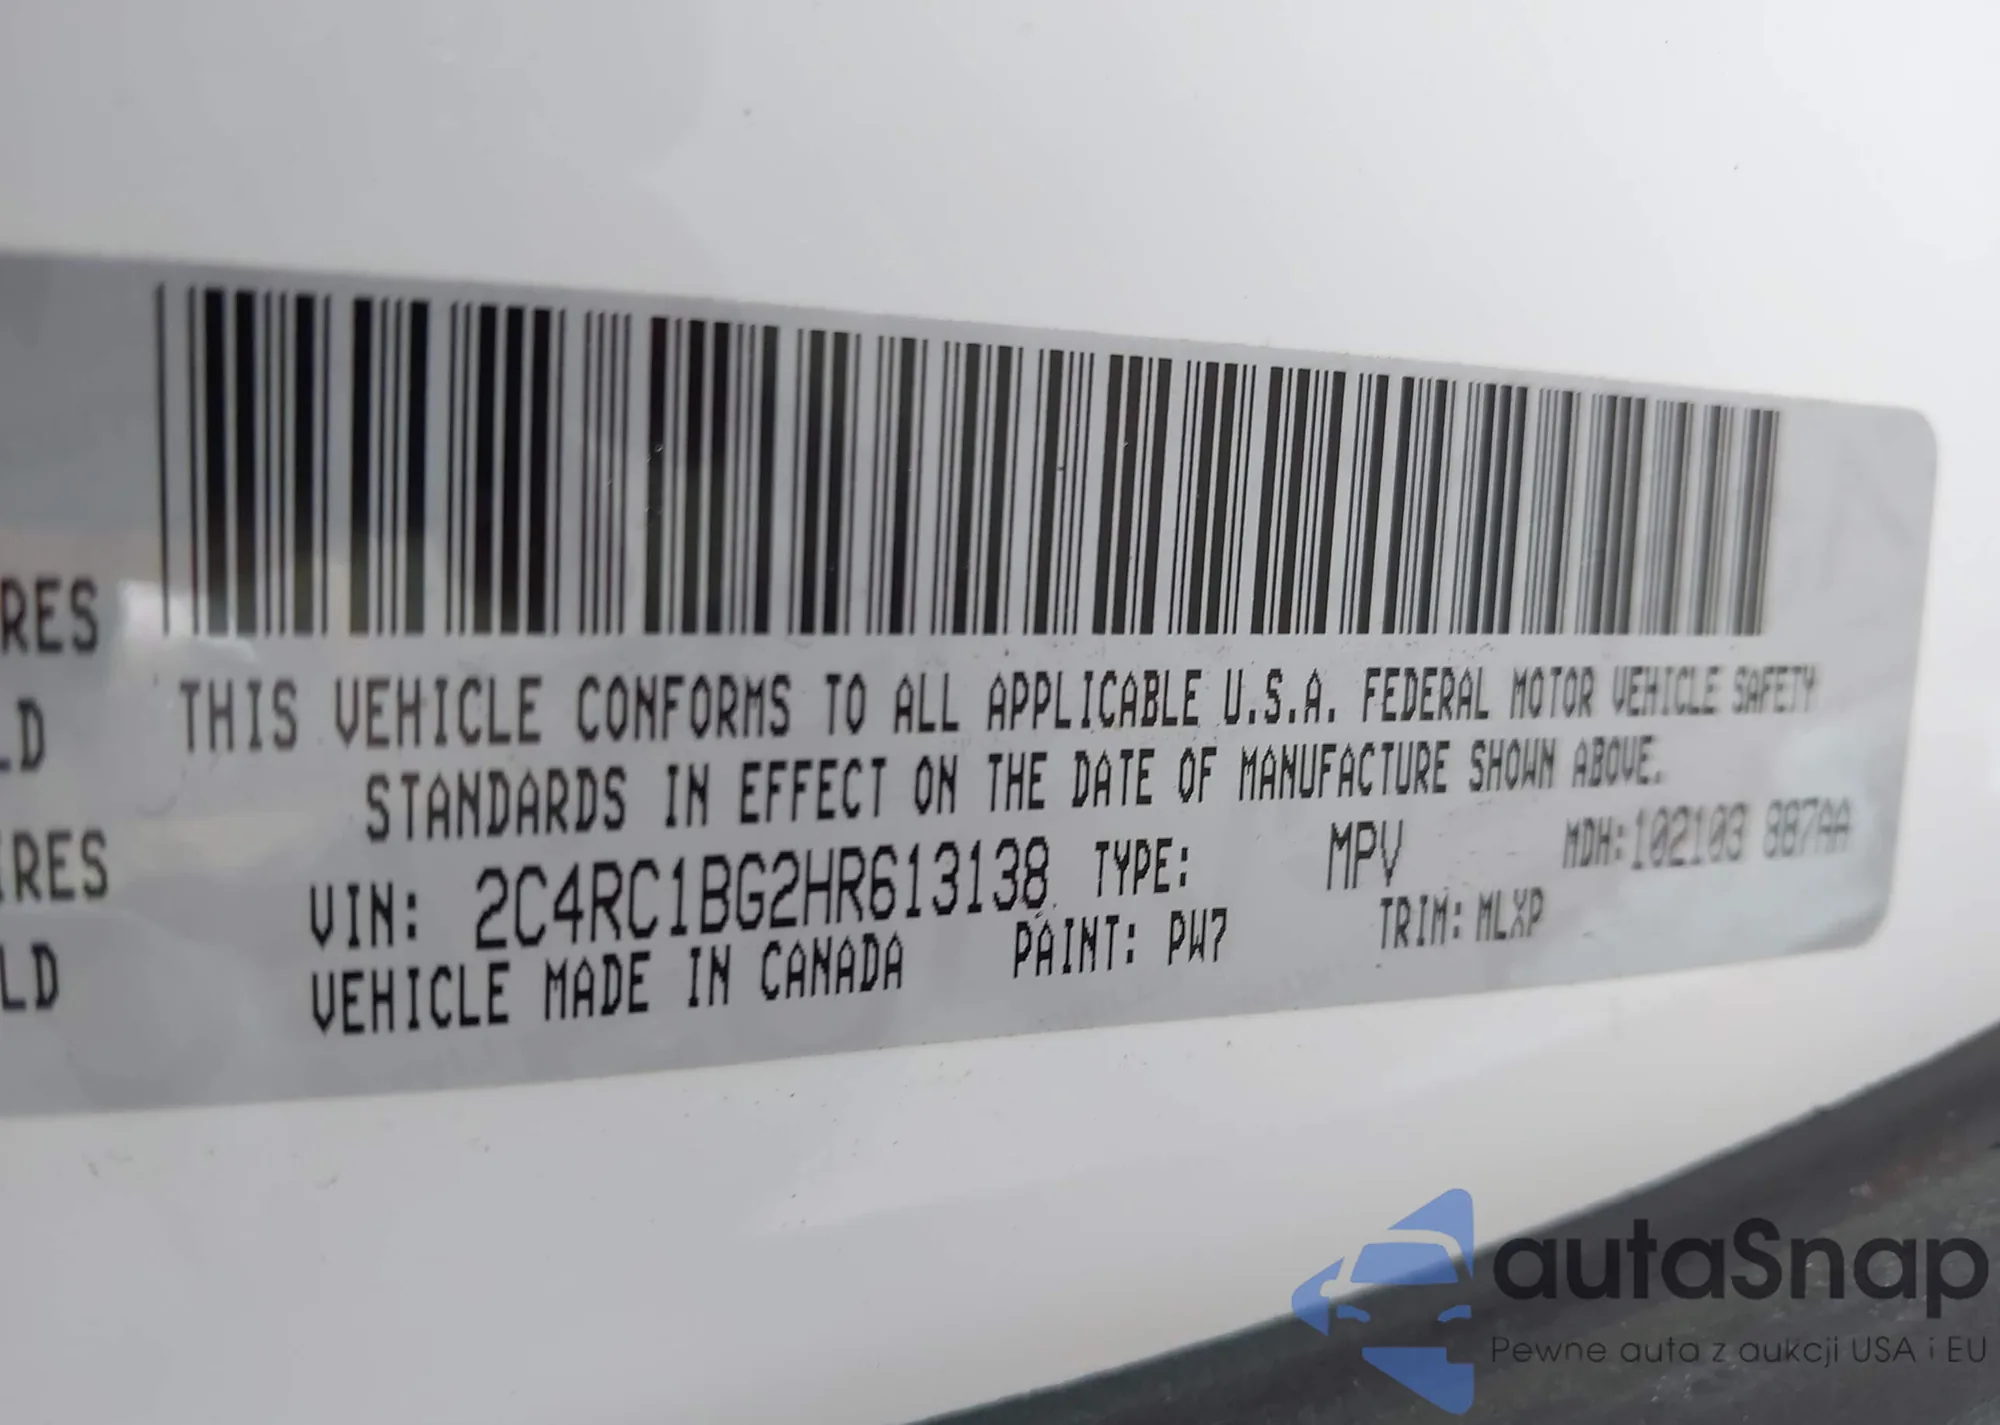 RES
LD
IRES
LD
THIS VEHICLE CONFORMS TO ALL APPLICABLE U.S.A. FEDERAL MOTOR VEHICLE SAFETY
STANDARDS IN EFFECT ON THE DATE OF MANUFACTURE SHOWN ABOVE.
VIN: 2C4RC1BG2HR613138 TYPE: MPV MDH:102103 887AA
VEHICLE MADE IN CANADA PAINT: PW7 TRIM: MLXP
autaSnap
Pewne auta z aukcji USA i EU